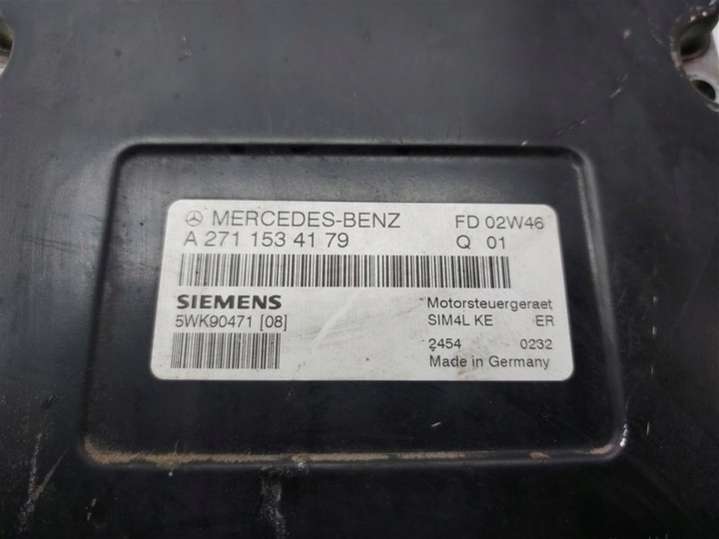 MERCEDES-BENZ FD 02W46
A 271 153 41 79 Q 01
SIEMENS Motorsteuergeraet
5WK90471 [08] SIM4L KE ER
2454 0232
Made in Germany